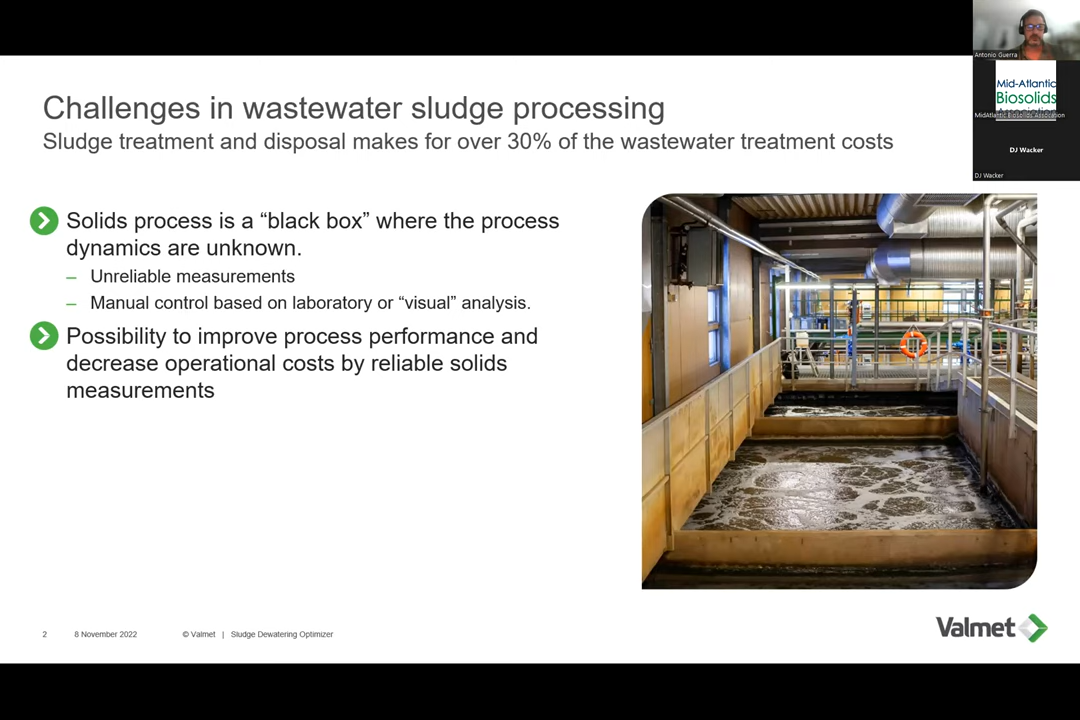 Challenges in wastewater sludge processing
Sludge treatment and disposal makes for over 30% of the wastewater treatment costs
Solids process is a “black box” where the process
dynamics are unknown.
– Unreliable measurements
– Manual control based on laboratory or “visual” analysis.
Possibility to improve process performance and
decrease operational costs by reliable solids
measurements
2 8 November 2022 © Valmet | Sludge Dewatering Optimizer
Valmet
Antonio Guerra
Mid-Atlantic
Biosolids
Association
MidAtlantic Biosolids Association
DJ Wacker
DJ Wacker